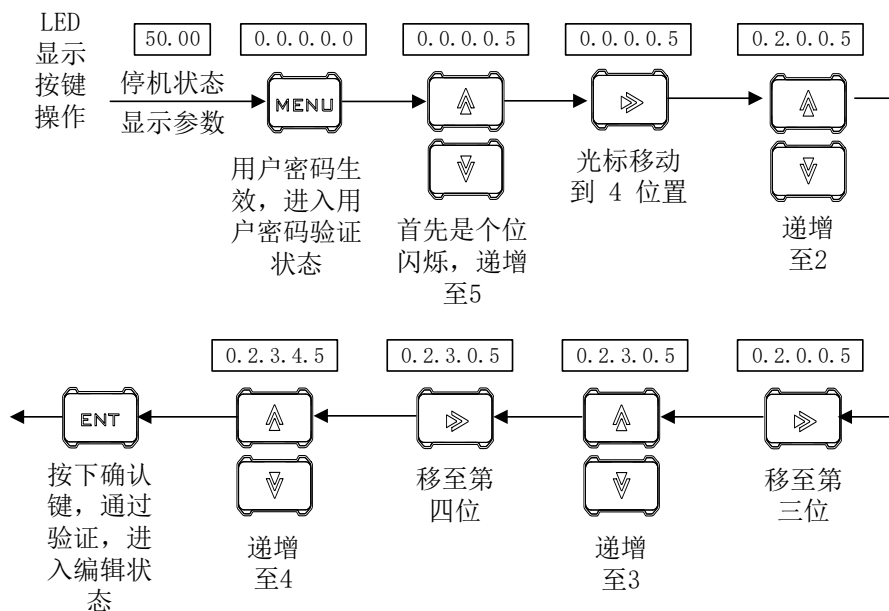 LED
显示
按键
操作
50.00
停机状态
显示参数
0.0.0.0.0
MENU
用户密码生
效，进入用
户密码验证
状态
0.0.0.0.5
首先是个位
闪烁，递增
至5
0.0.0.0.5
光标移动
到 4 位置
0.2.0.0.5
递增
至2
0.2.3.4.5
0.2.3.0.5
0.2.3.0.5
0.2.0.0.5
ENT
按下确认
键，通过
验证，进
入编辑状
态
递增
至4
移至第
四位
递增
至3
移至第
三位